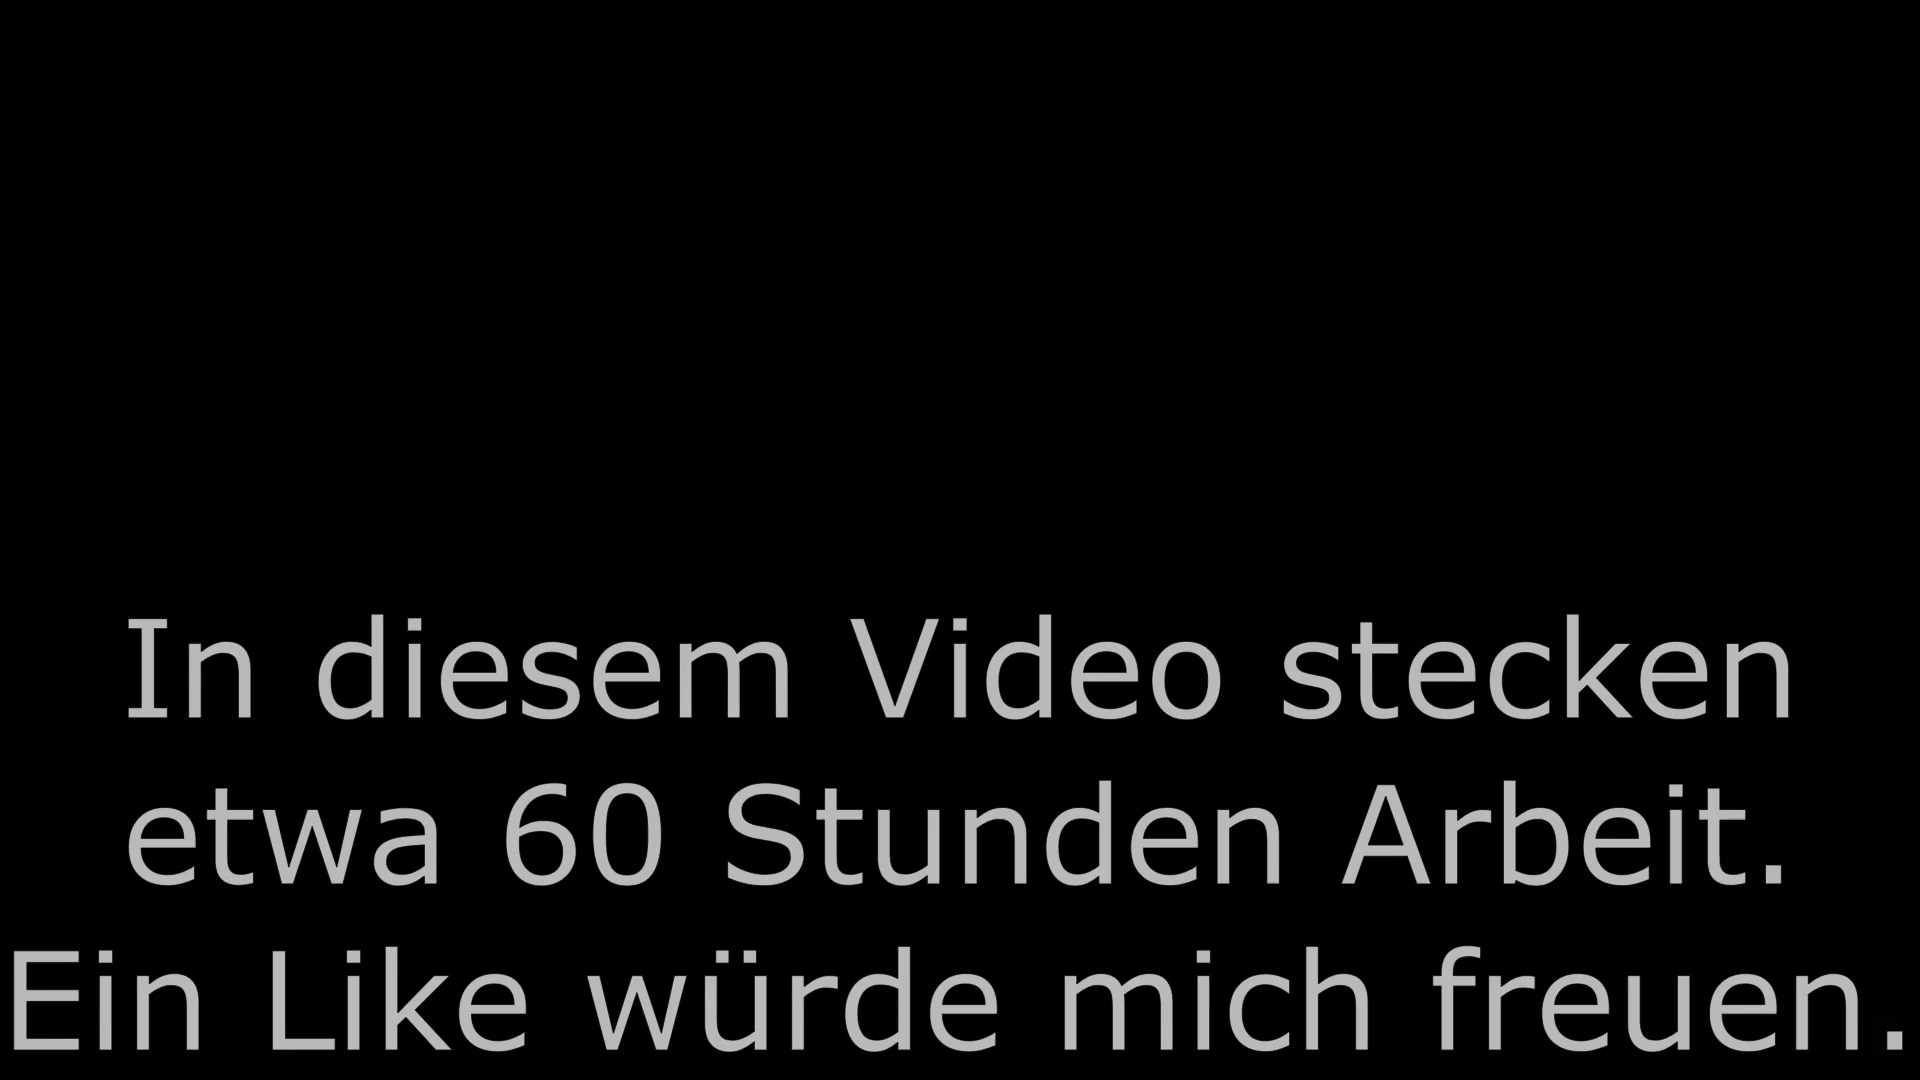 In diesem Video stecken
etwa 60 Stunden Arbeit.
Ein Like würde mich freuen.